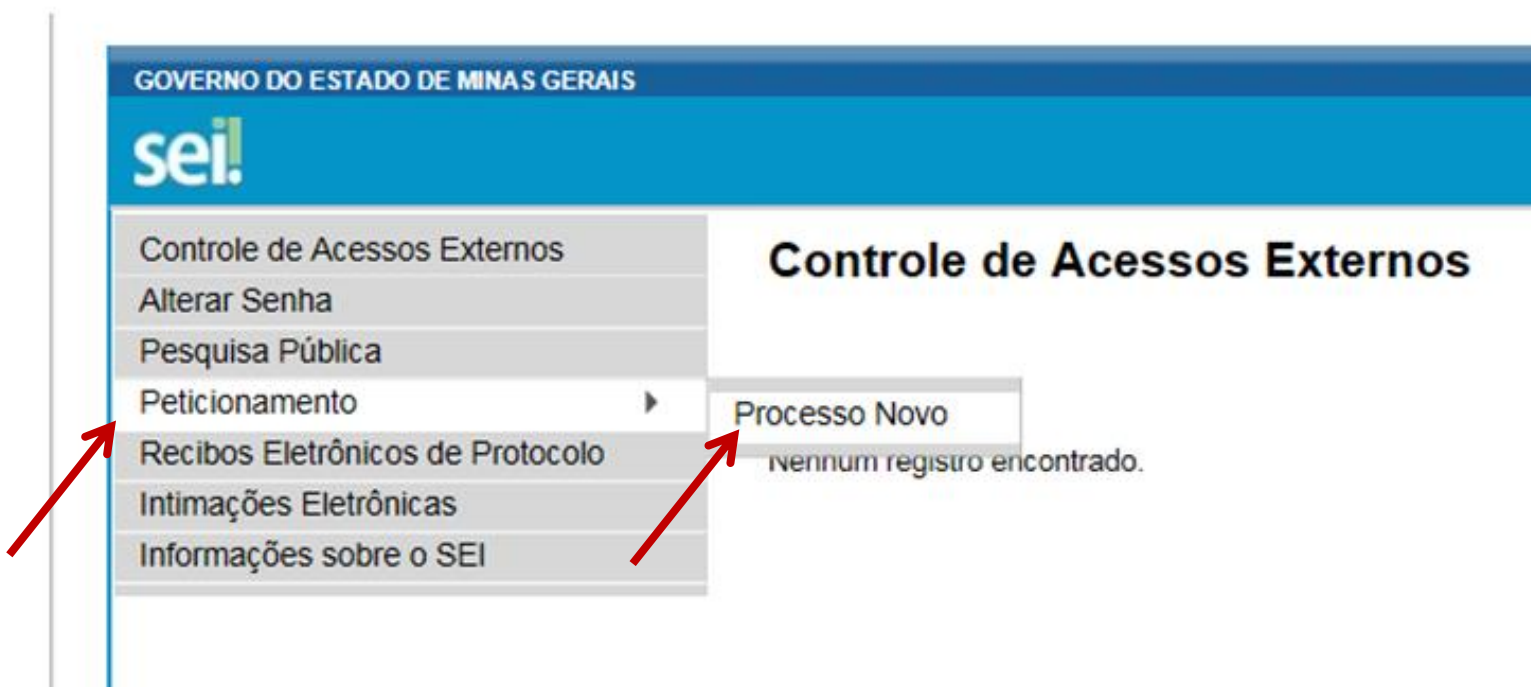 GOVERNO DO ESTADO DE MINAS GERAIS
sei!
Controle de Acessos Externos
Alterar Senha
Pesquisa Pública
Peticionamento
Recibos Eletrônicos de Protocolo
Intimações Eletrônicas
Informações sobre o SEI
Controle de Acessos Externos
Processo Novo
Nenhum registro encontrado.